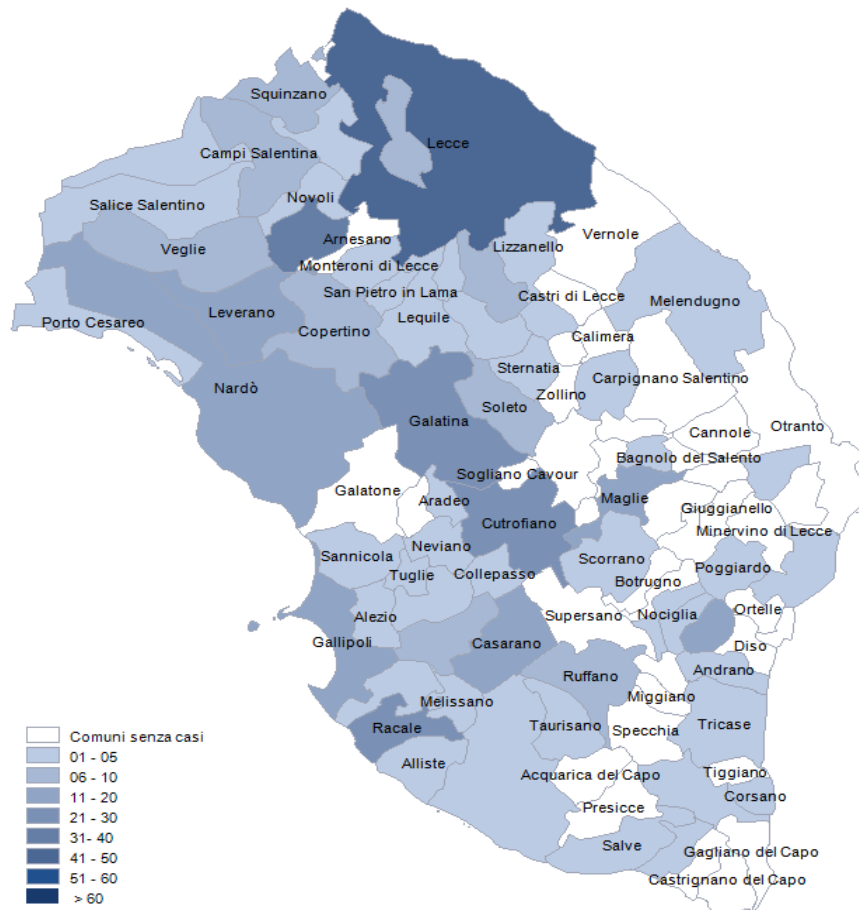 Squinzano
Lecce
Campi Salentina
Salice Salentino
Novoli
Arnesano
Vernole
Veglie
Lizzanello
Monteroni di Lecce
San Pietro in Lama
Castri di Lecce
Melendugno
Leverano
Porto Cesareo
Copertino
Lequile
Calimera
Sternatia
Carpignano Salentino
Nardò
Zollino
Soleto
Galatina
Otranto
Cannole
Bagnolo del Salento
Sogliano Cavour
Galatone
Aradeo
Maglie
Giuggianello
Cutrofiano
Minervino di Lecce
Neviano
Sannicola
Scorrano
Poggiardo
Tuglie
Collepasso
Botrugno
Alezio
Supersano
Nociglia
Ortelle
Gallipoli
Casarano
Diso
Ruffano
Andrano
Miggiano
Melissano
Racale
Taurisano
Specchia
Tricase
Alliste
Acquarica del Capo
Tiggiano
Corsano
Presicce
Salve
Gagliano del Capo
Castrignano del Capo
Comuni senza casi
01 - 05
06 - 10
11 - 20
21 - 30
31- 40
41 - 50
51 - 60
> 60